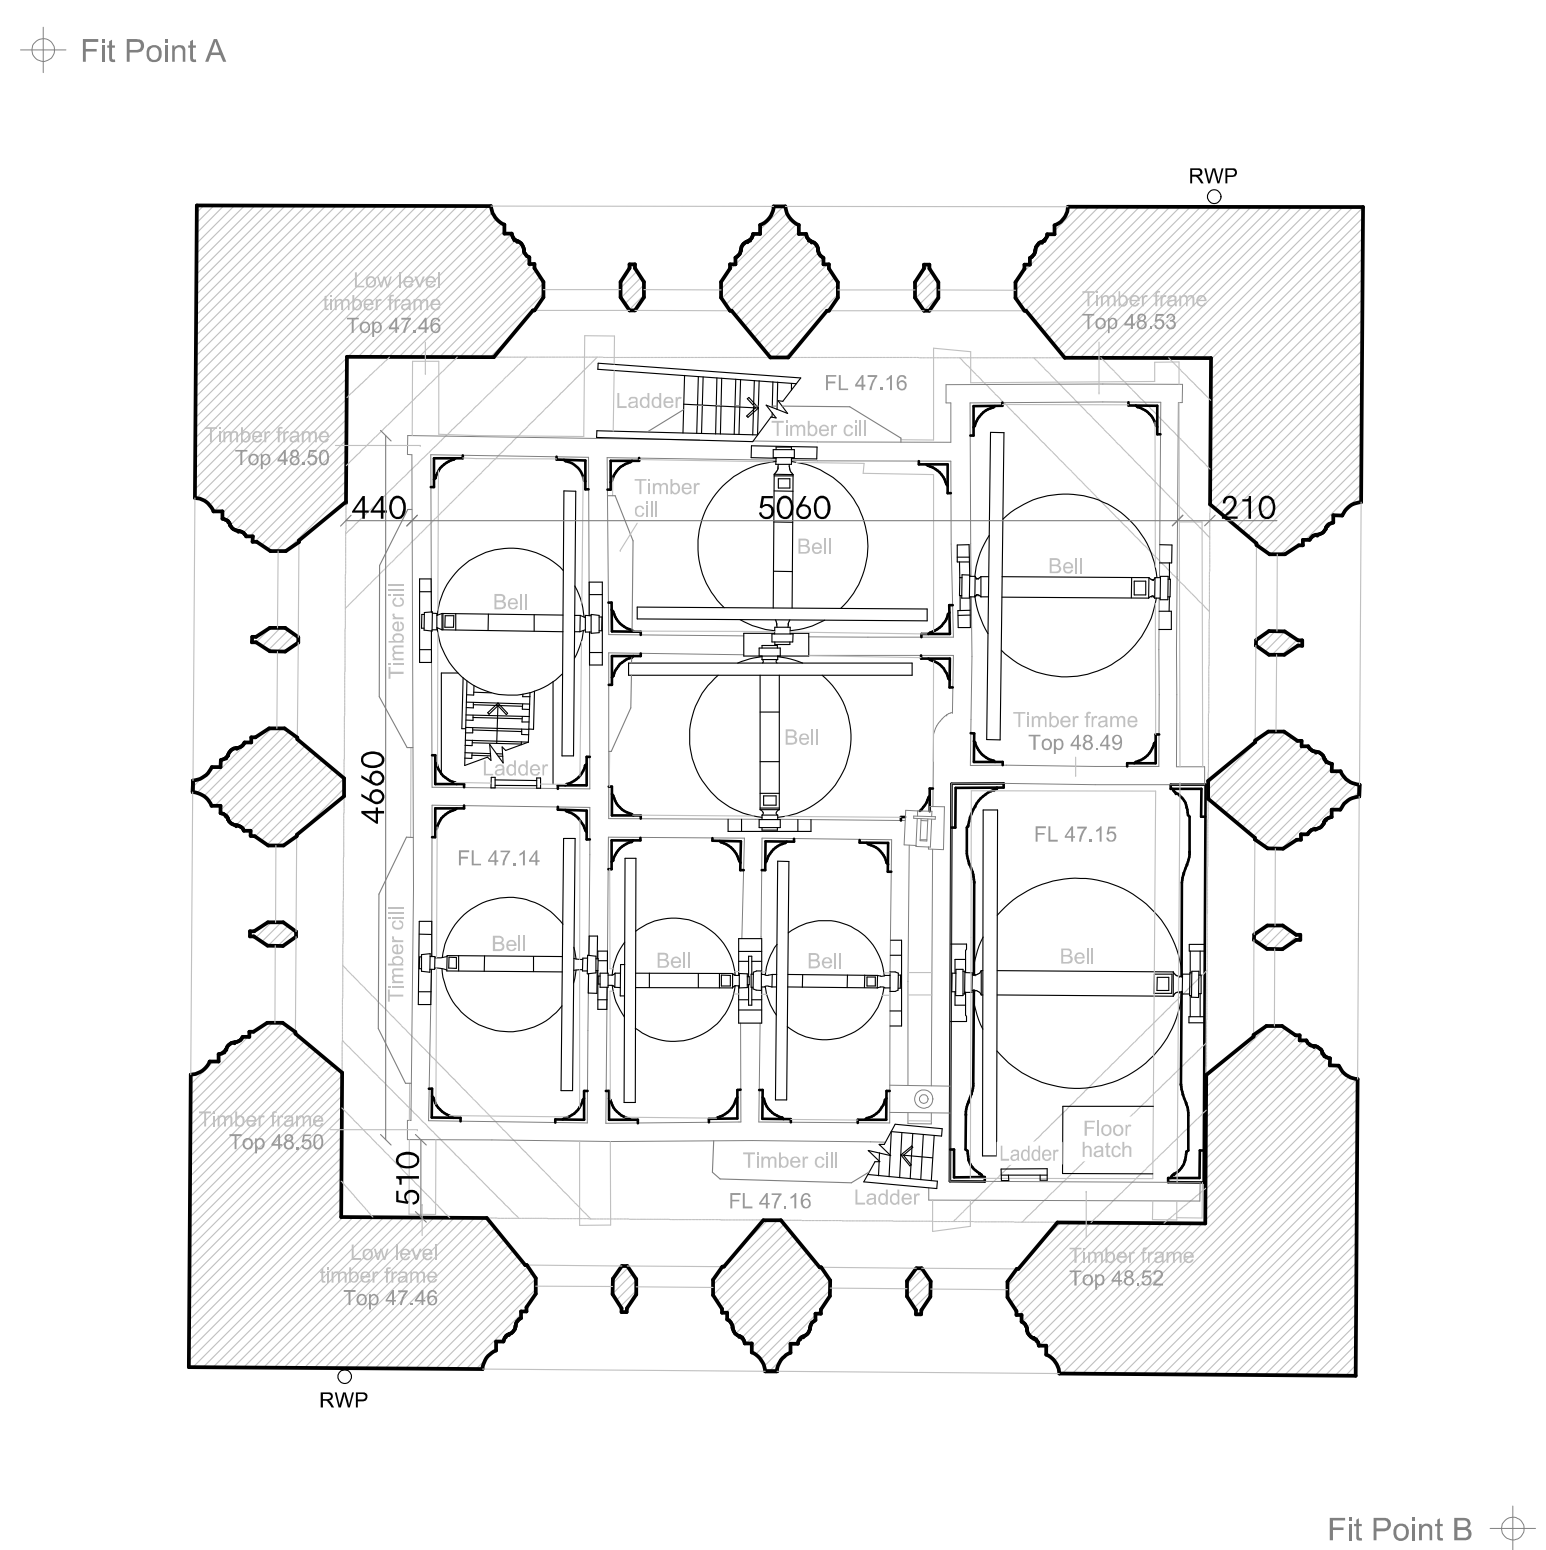 Fit Point A
RWP
Low level
timber frame
Top 47.46
Timber frame
Top 48.53
FL 47.16
Ladder
Timber cill
Timber frame
Top 48.50
Timber
cill
440
5060
210
Bell
Bell
Bell
Timber cill
Bell
Timber frame
Top 48.49
Bell
Ladder
4660
FL 47.14
FL 47.15
Timber cill
Bell
Bell
Bell
Bell
Timber frame
Top 48.50
Floor
hatch
Ladder
Timber cill
510
Ladder
FL 47.16
Low level
timber frame
Top 47.46
Timber frame
Top 48.52
RWP
Fit Point B